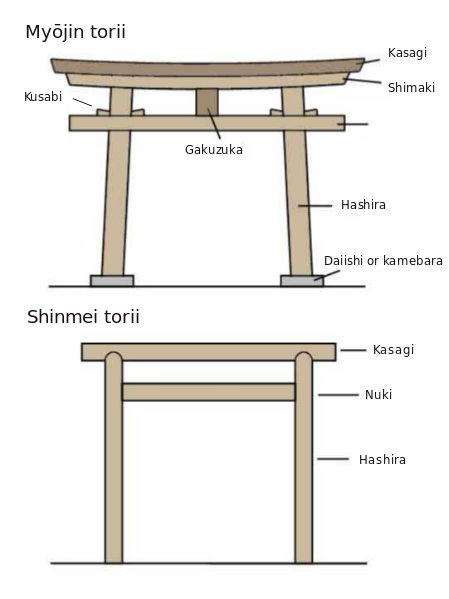 Myōjin torii
Kasagi
Shimaki
Kusabi
Gakuzuka
Hashira
Daiishi or kamebara
Shinmei torii
Kasagi
Nuki
Hashira